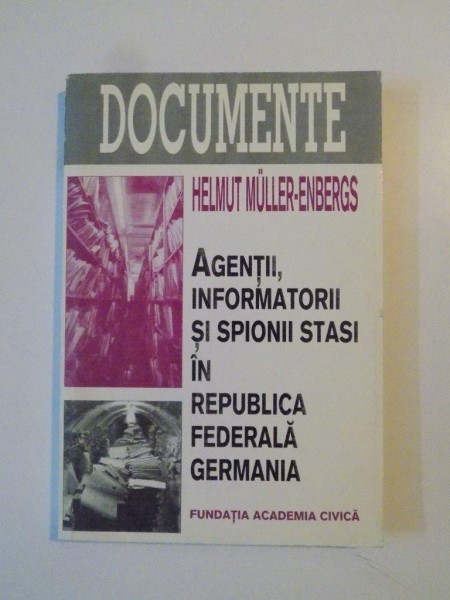 DOCUMENTE
HELMUT MÜLLER-ENBERGS
AGENȚII,
INFORMATORII
ȘI SPIONII STASI
ÎN
REPUBLICA
FEDERALĂ
GERMANIA
FUNDAȚIA ACADEMIA CIVICĂ